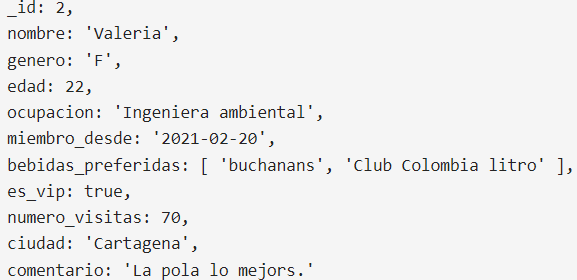 _id: 2,
nombre: 'Valeria',
genero: 'F',
edad: 22,
ocupacion: 'Ingeniera ambiental',
miembro_desde: '2021-02-20',
bebidas_preferidas: [ 'buchanans', 'Club Colombia litro' ],
es_vip: true,
numero_visitas: 70,
ciudad: 'Cartagena',
comentario: 'La pola lo mejors.'